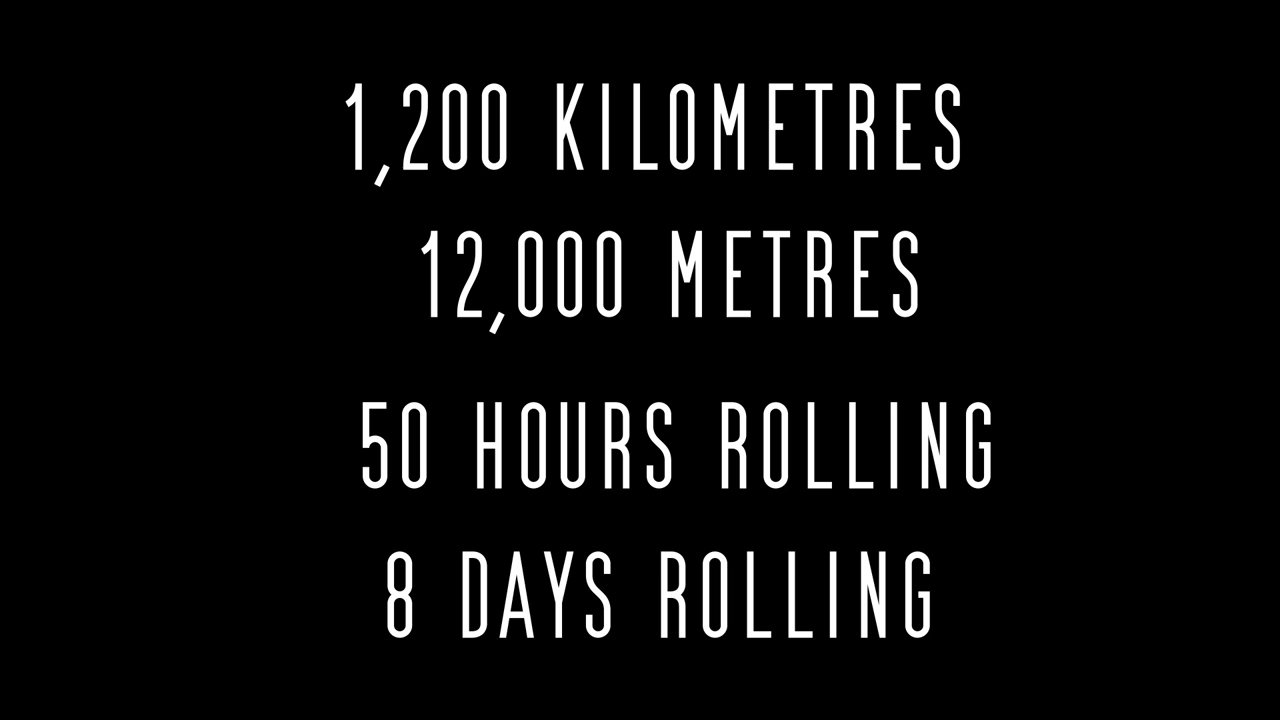 1,200 KILOMETRES
12,000 METRES
50 HOURS ROLLING
8 DAYS ROLLING